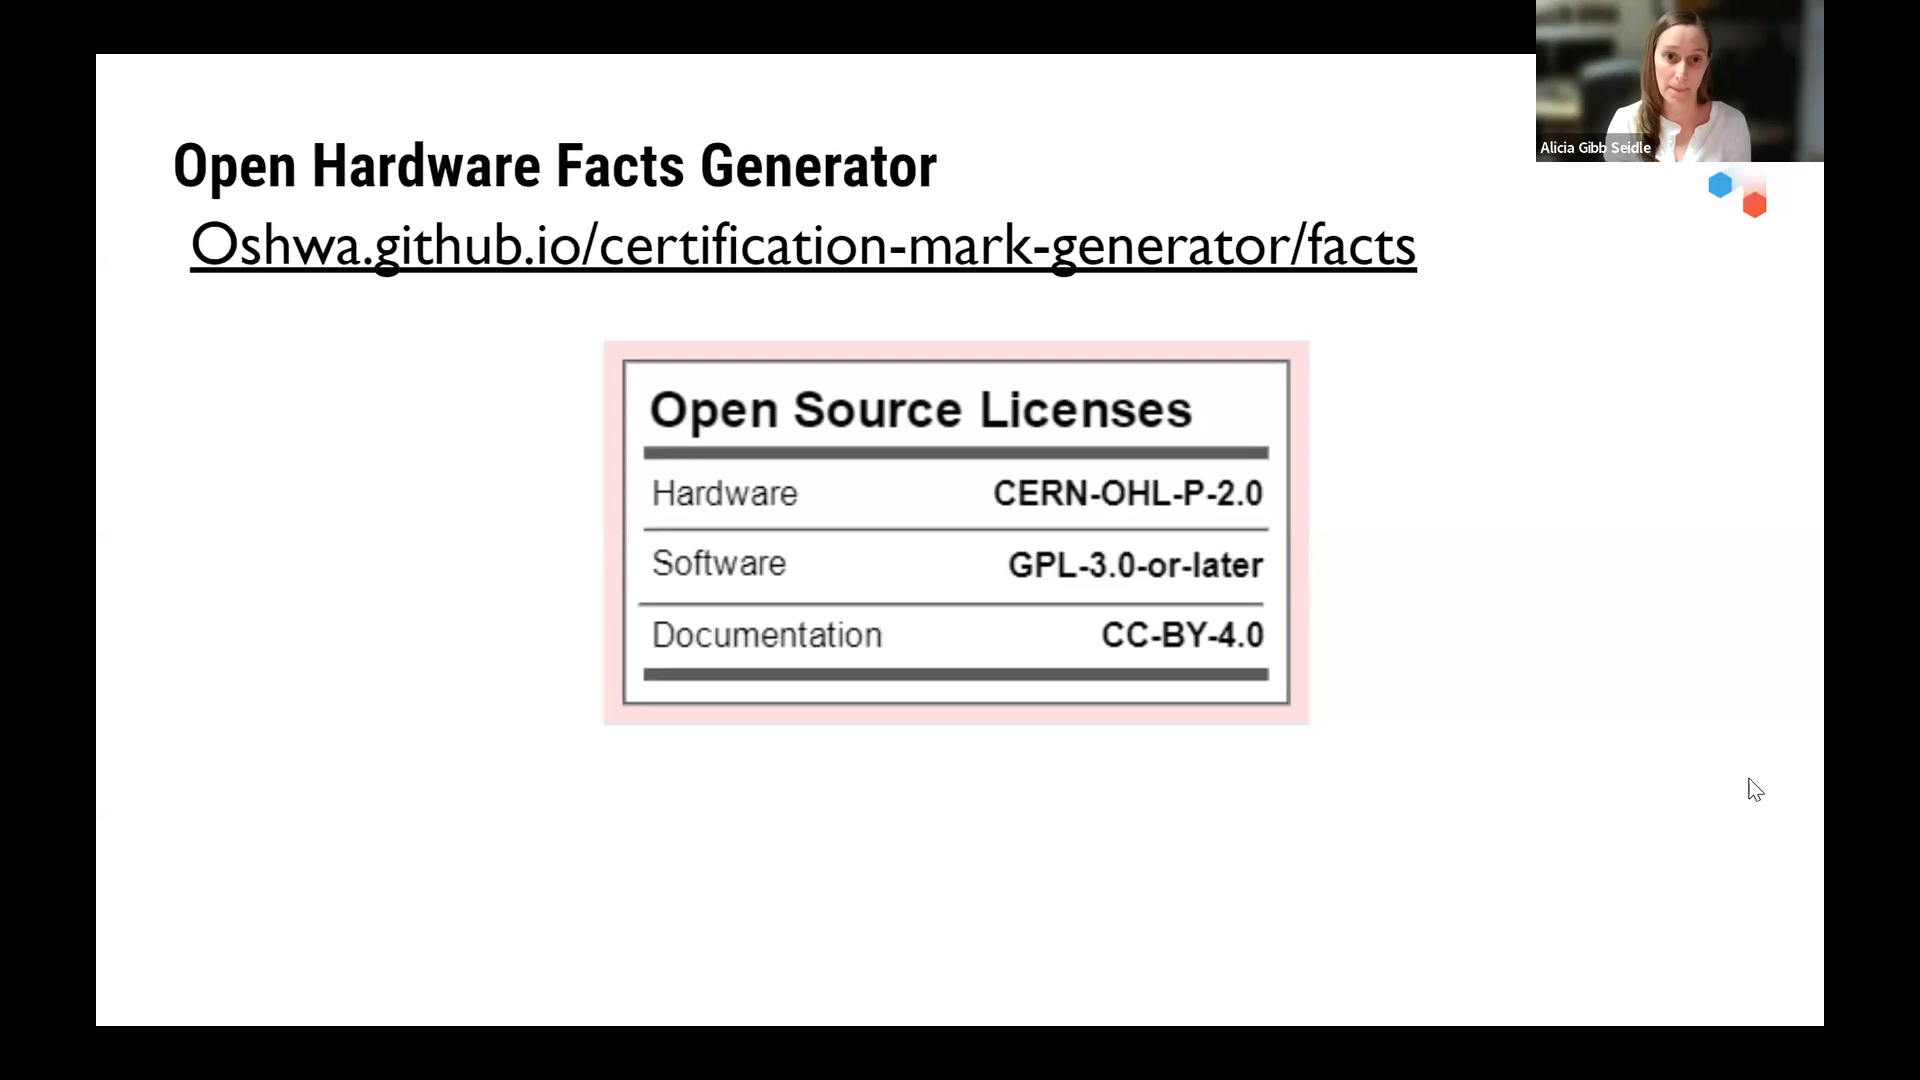 Alicia Gibb Seidle
Open Hardware Facts Generator
Oshwa.github.io/certification-mark-generator/facts
Open Source Licenses
Hardware CERN-OHL-P-2.0
Software GPL-3.0-or-later
Documentation CC-BY-4.0